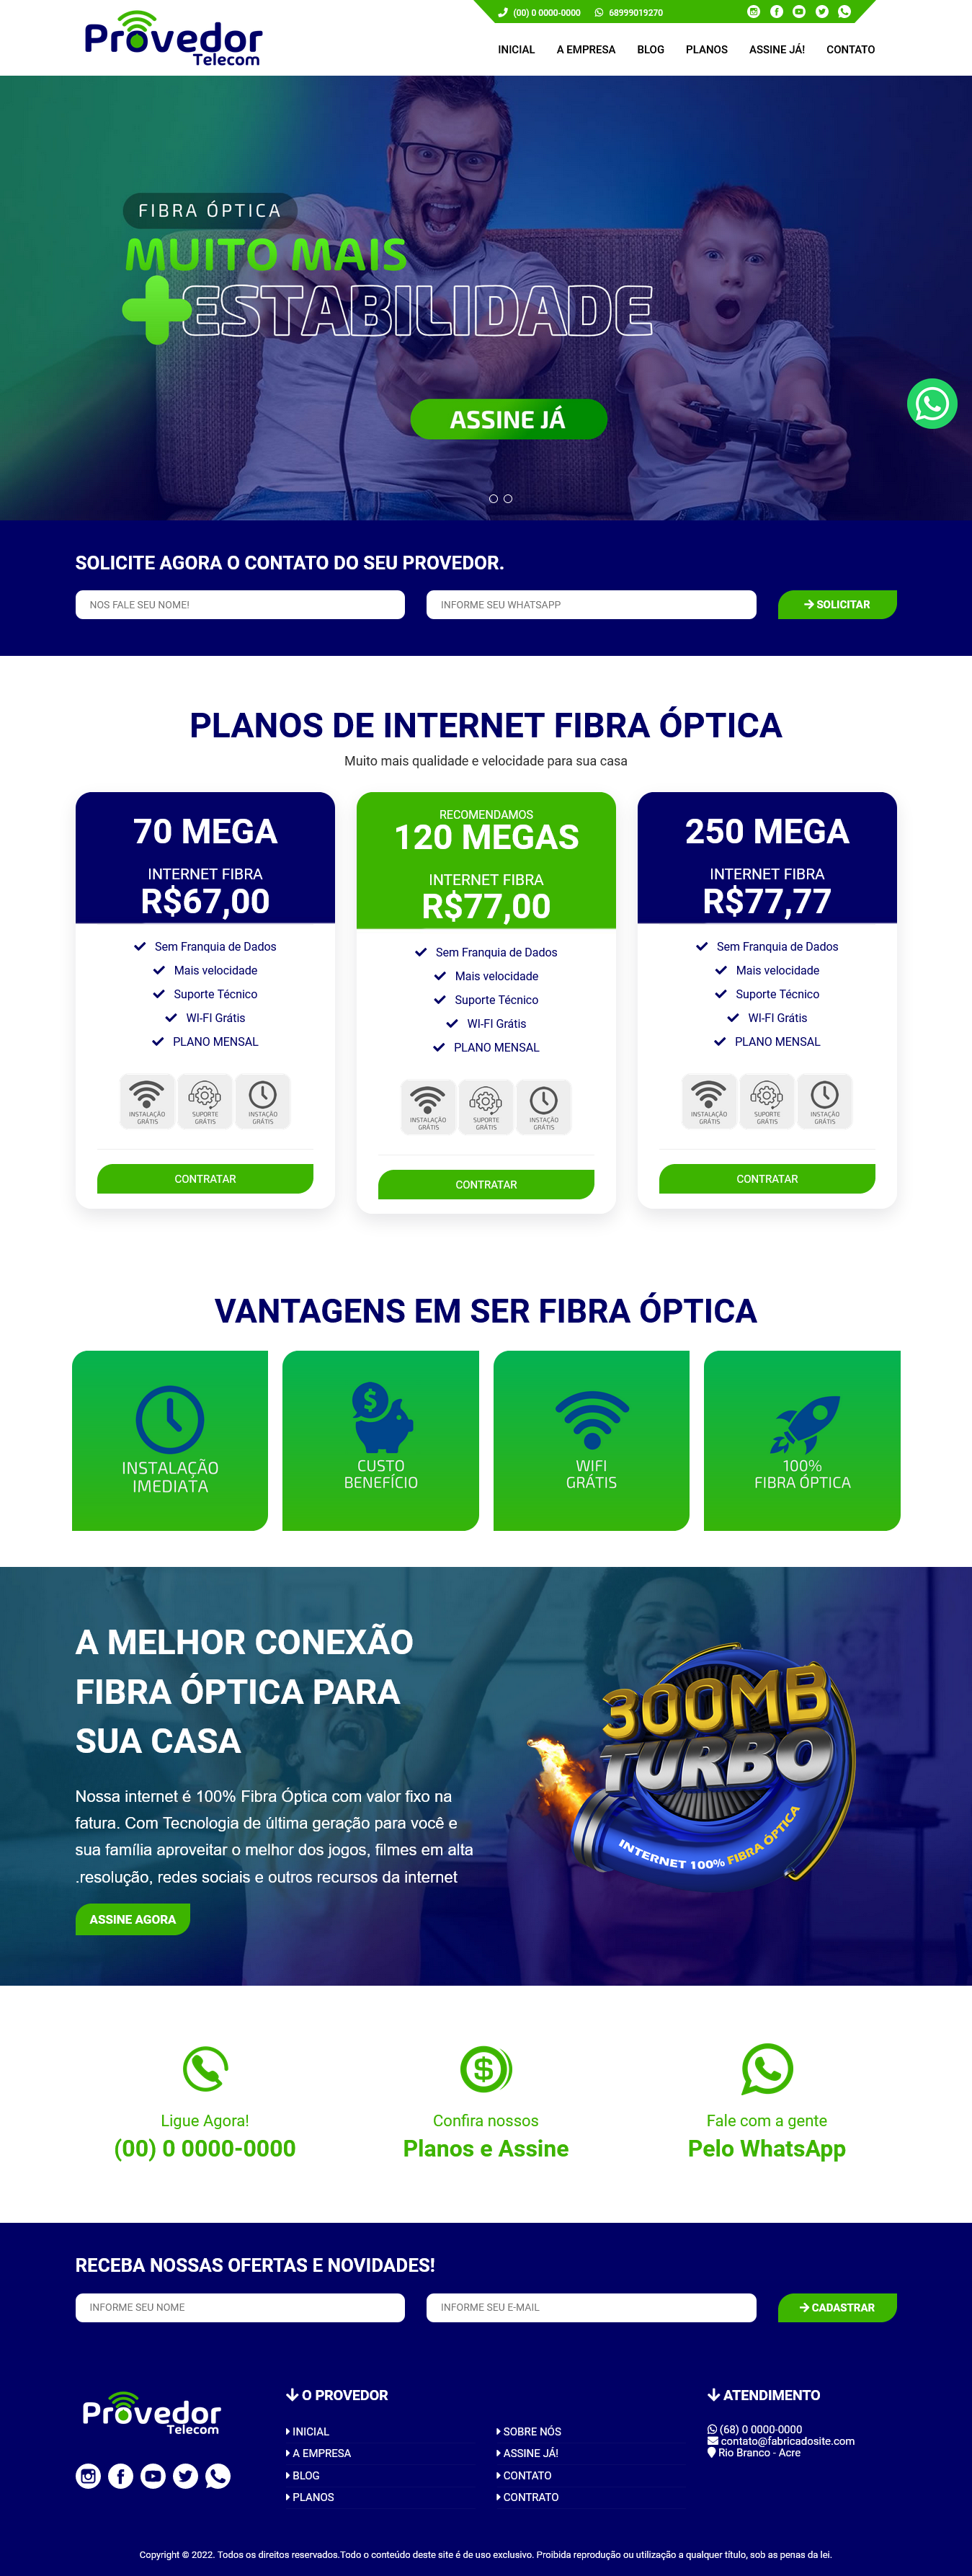 Provedor
Telecom
(00) 0 0000-0000
68999019270
INICIAL
A EMPRESA
BLOG
PLANOS
ASSINE JÁ!
CONTATO
FIBRA ÓPTICA
MUITO MAIS
+ESTABILIDADE
ASSINE JÁ
SOLICITE AGORA O CONTATO DO SEU PROVEDOR.
NOS FALE SEU NOME!
INFORME SEU WHATSAPP
SOLICITAR
PLANOS DE INTERNET FIBRA ÓPTICA
Muito mais qualidade e velocidade para sua casa
70 MEGA
INTERNET FIBRA
R$67,00
Sem Franquia de Dados
Mais velocidade
Suporte Técnico
WI-FI Grátis
PLANO MENSAL
INSTALAÇÃO
GRÁTIS
SUPORTE
GRÁTIS
INSTAÇÃO
GRÁTIS
CONTRATAR
RECOMENDAMOS
120 MEGAS
INTERNET FIBRA
R$77,00
Sem Franquia de Dados
Mais velocidade
Suporte Técnico
WI-FI Grátis
PLANO MENSAL
INSTALAÇÃO
GRÁTIS
SUPORTE
GRÁTIS
INSTAÇÃO
GRÁTIS
CONTRATAR
250 MEGA
INTERNET FIBRA
R$77,77
Sem Franquia de Dados
Mais velocidade
Suporte Técnico
WI-FI Grátis
PLANO MENSAL
INSTALAÇÃO
GRÁTIS
SUPORTE
GRÁTIS
INSTAÇÃO
GRÁTIS
CONTRATAR
VANTAGENS EM SER FIBRA ÓPTICA
INSTALAÇÃO
IMEDIATA
CUSTO
BENEFÍCIO
WIFI
GRÁTIS
100%
FIBRA ÓPTICA
A MELHOR CONEXÃO
FIBRA ÓPTICA PARA
SUA CASA
Nossa internet é 100% Fibra Óptica com valor fixo na
fatura. Com Tecnologia de última geração para você e
sua família aproveitar o melhor dos jogos, filmes em alta
.resolução, redes sociais e outros recursos da internet
ASSINE AGORA
300MB
TURBO
INTERNET 100% FIBRA ÓPTICA
Ligue Agora!
(00) 0 0000-0000
Confira nossos
Planos e Assine
Fale com a gente
Pelo WhatsApp
RECEBA NOSSAS OFERTAS E NOVIDADES!
INFORME SEU NOME
INFORME SEU E-MAIL
CADASTRAR
Provedor
Telecom
O PROVEDOR
INICIAL
A EMPRESA
BLOG
PLANOS
SOBRE NÓS
ASSINE JÁ!
CONTATO
CONTRATO
ATENDIMENTO
(68) 0 0000-0000
contato@fabricadosite.com
Rio Branco - Acre
Copyright © 2022. Todos os direitos reservados.Todo o conteúdo deste site é de uso exclusivo. Proibida reprodução ou utilização a qualquer título, sob as penas da lei.